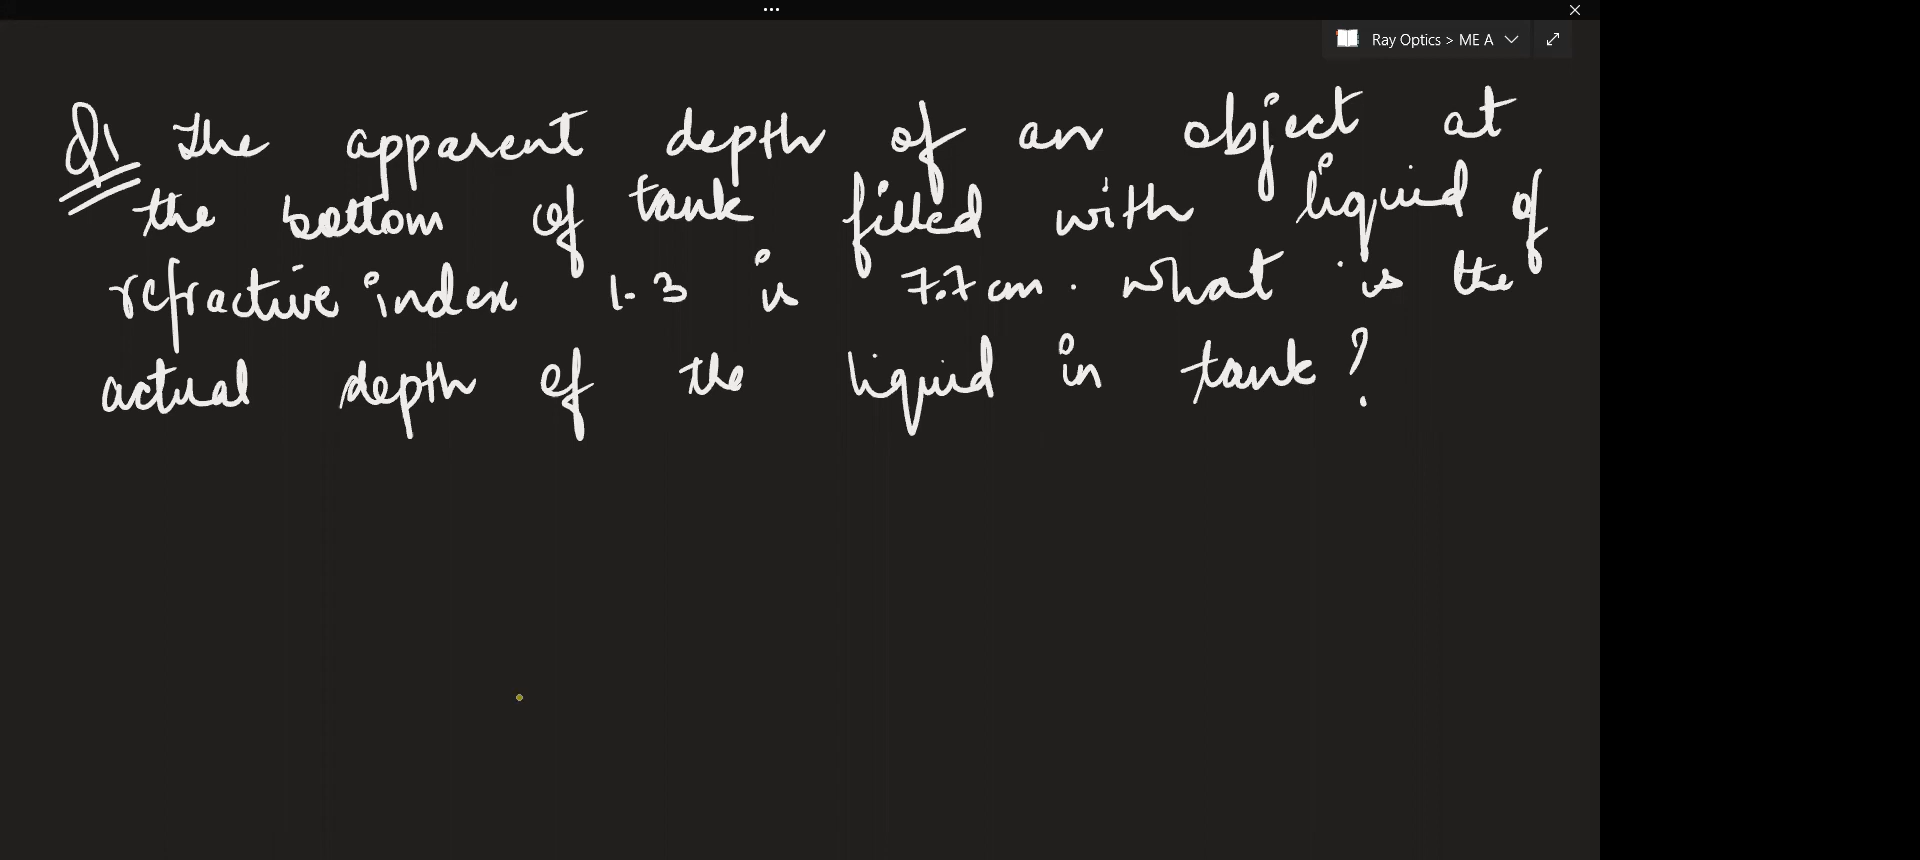 Ray Optics > ME A
Q1 The apparent depth of an object at
the bottom of tank filled with liquid of
refractive index 1.3 is 7.7 cm. what is the
actual depth of the liquid in tank?